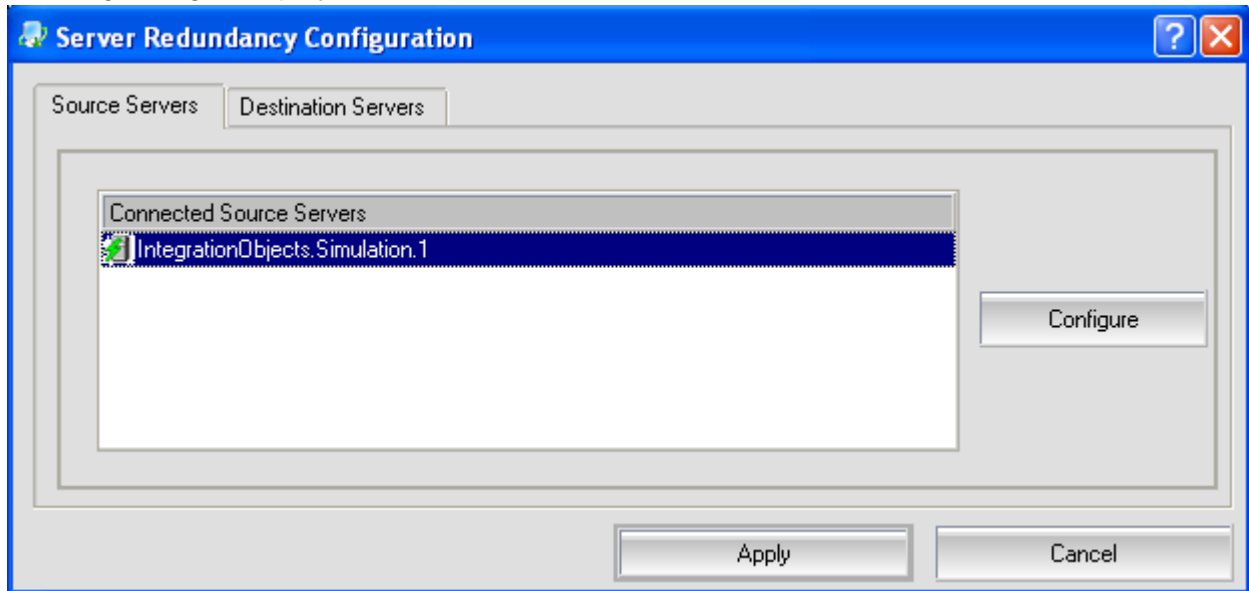 Server Redundancy Configuration
Source Servers Destination Servers
Connected Source Servers
IntegrationObjects.Simulation.1
Configure
Apply Cancel